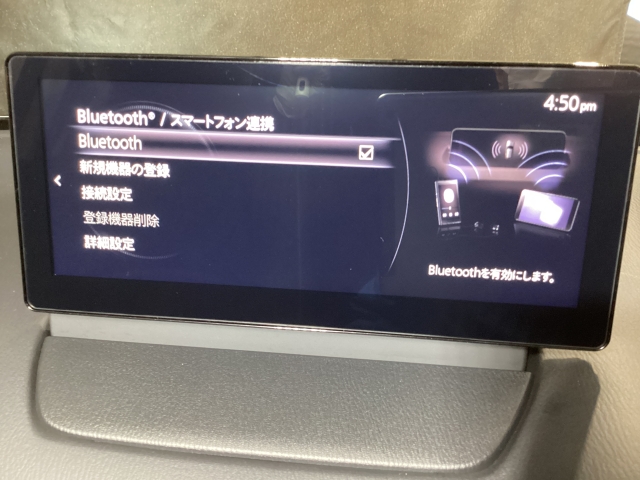 4:50pm
Bluetooth® / スマートフォン連携
Bluetooth
新規機器の登録
接続設定
登録機器削除
詳細設定
Bluetoothを有効にします。